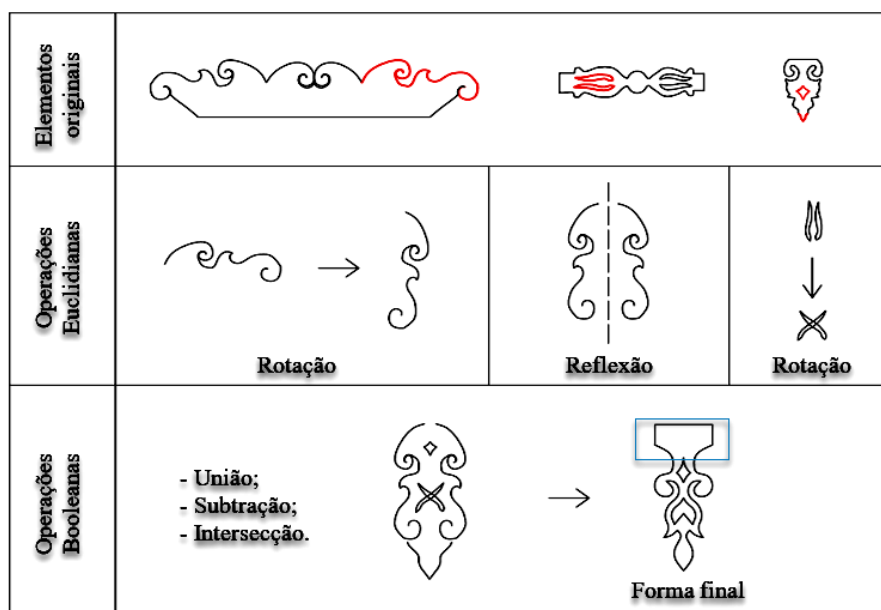 Elementos
originais
Operações
Euclidianas
Rotação
Reflexão
Rotação
Operações
Booleanas
- União;
- Subtração;
- Intersecção.
Forma final